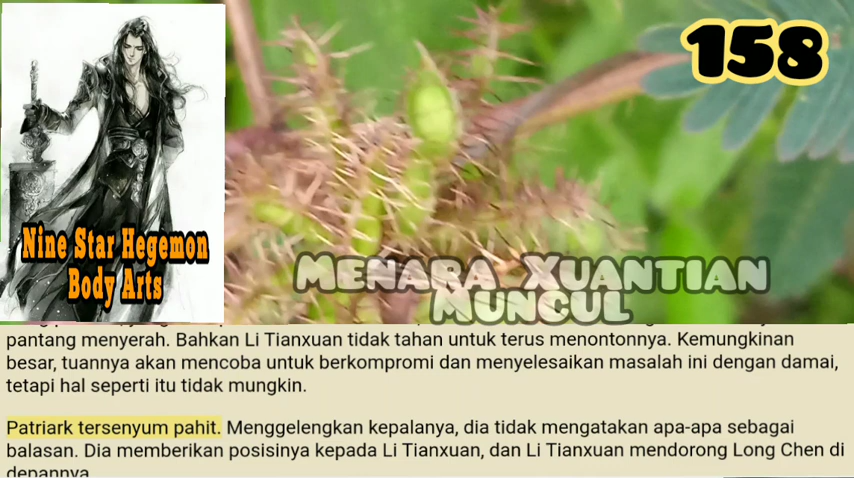 158
Nine Star Hegemon
Body Arts
Menara Xuantian
Muncul
pantang menyerah. Bahkan Li Tianxuan tidak tahan untuk terus menontonnya. Kemungkinan
besar, tuannya akan mencoba untuk berkompromi dan menyelesaikan masalah ini dengan damai,
tetapi hal seperti itu tidak mungkin.
Patriark tersenyum pahit. Menggelengkan kepalanya, dia tidak mengatakan apa-apa sebagai
balasan. Dia memberikan posisinya kepada Li Tianxuan, dan Li Tianxuan mendorong Long Chen di
depannya